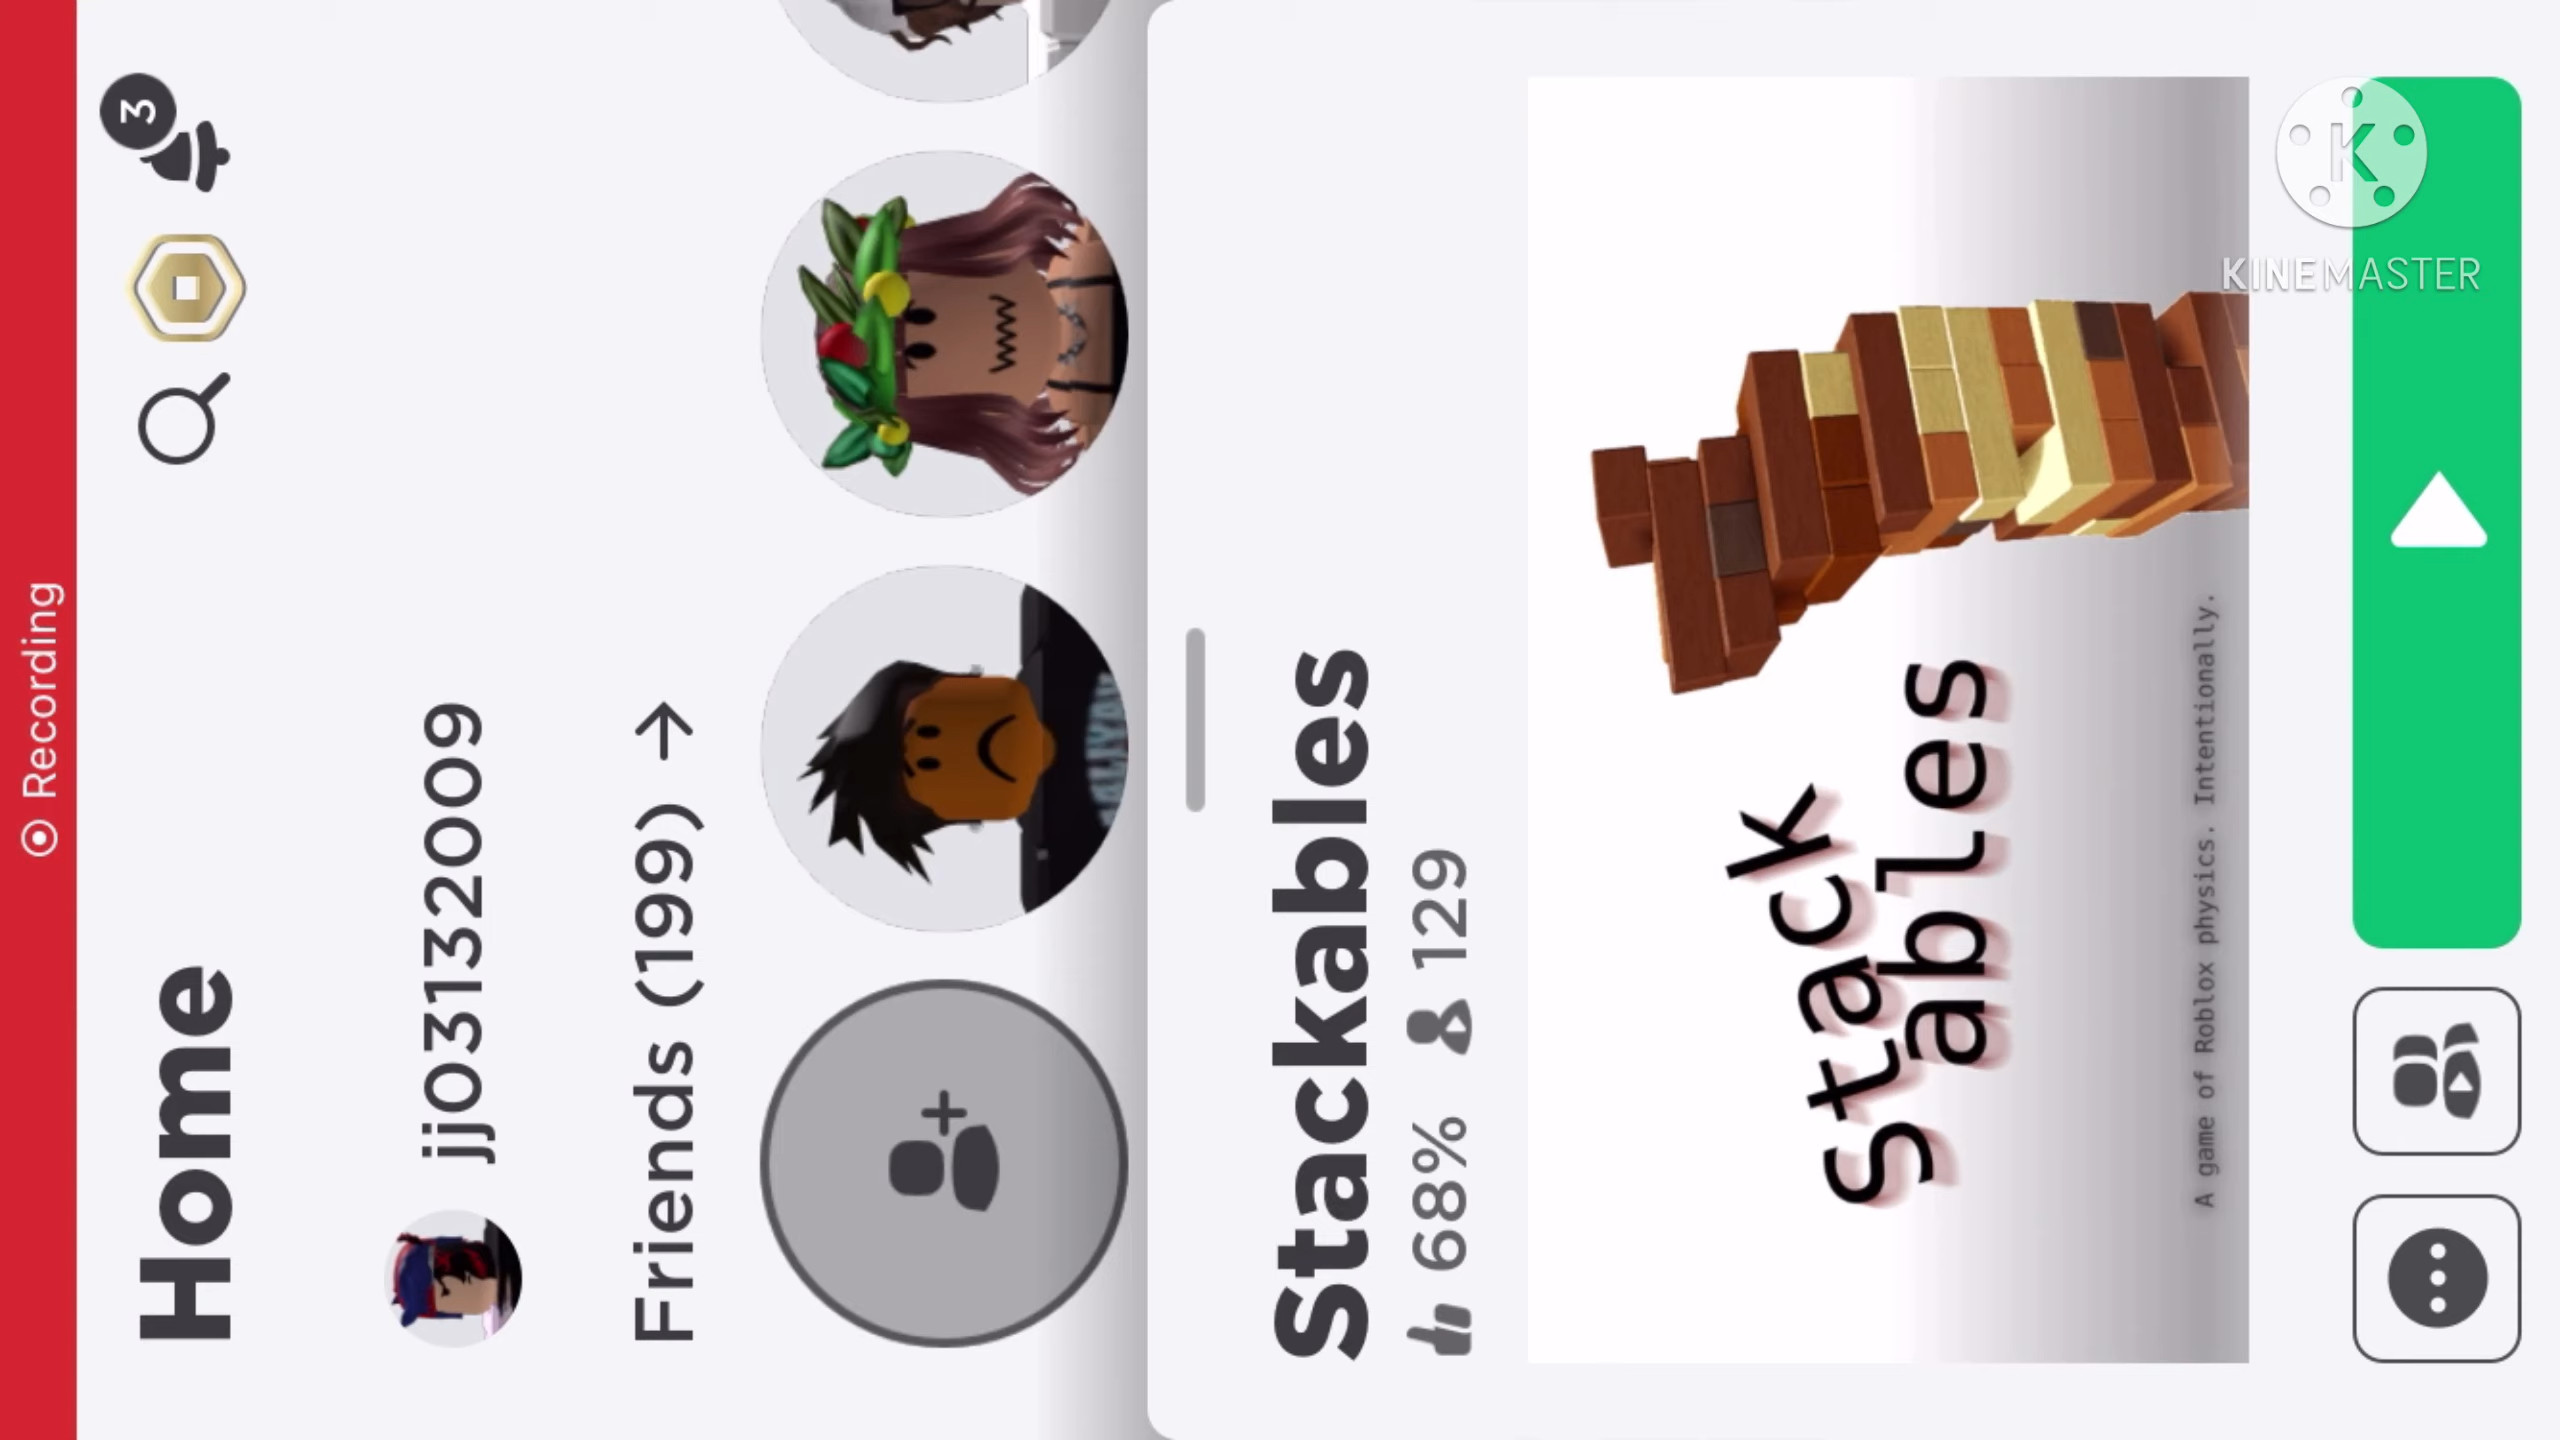 Recording
Home
3
jj03132009
Friends (199) →
Stackables
68% 129
Stack
ables
A game of Roblox physics. Intentionally.
K
KINEMASTER